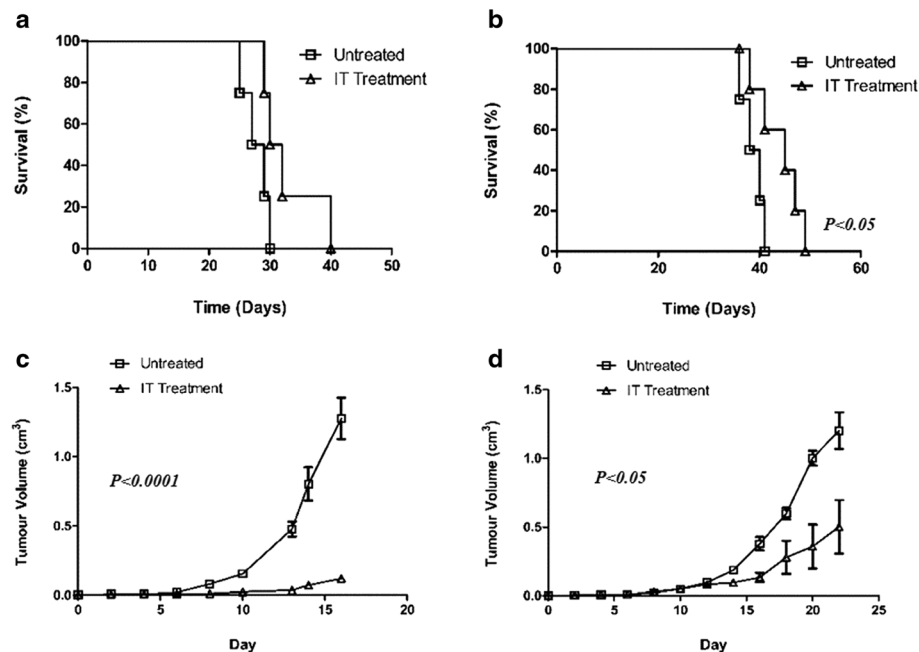 a
Untreated
IT Treatment
Survival (%)
100
80
60
40
20
0
0 10 20 30 40 50
Time (Days)
b
Untreated
IT Treatment
Survival (%)
100
80
60
40
20
0
P<0.05
0 20 40 60
Time (Days)
c
Untreated
IT Treatment
Tumour Volume (cm³)
1.5
1.0
0.5
0.0
P<0.0001
0 5 10 15 20
Day
d
Untreated
IT Treatment
Tumour Volume (cm³)
1.5
1.0
0.5
0.0
P<0.05
0 5 10 15 20 25
Day